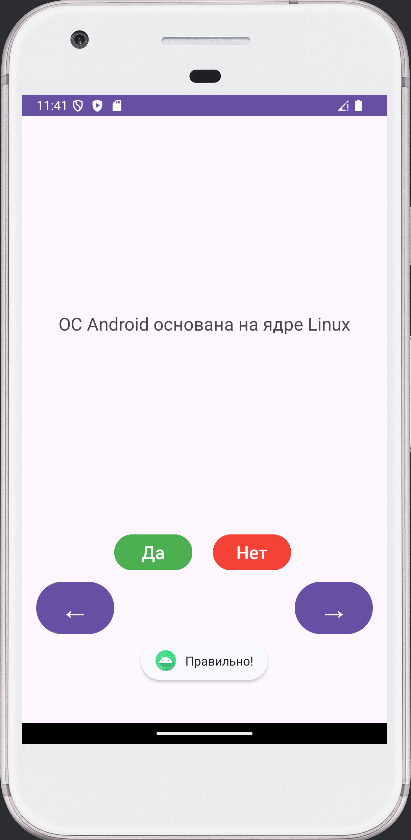 11:41
ОС Android основана на ядре Linux
Да Нет
← →
Правильно!